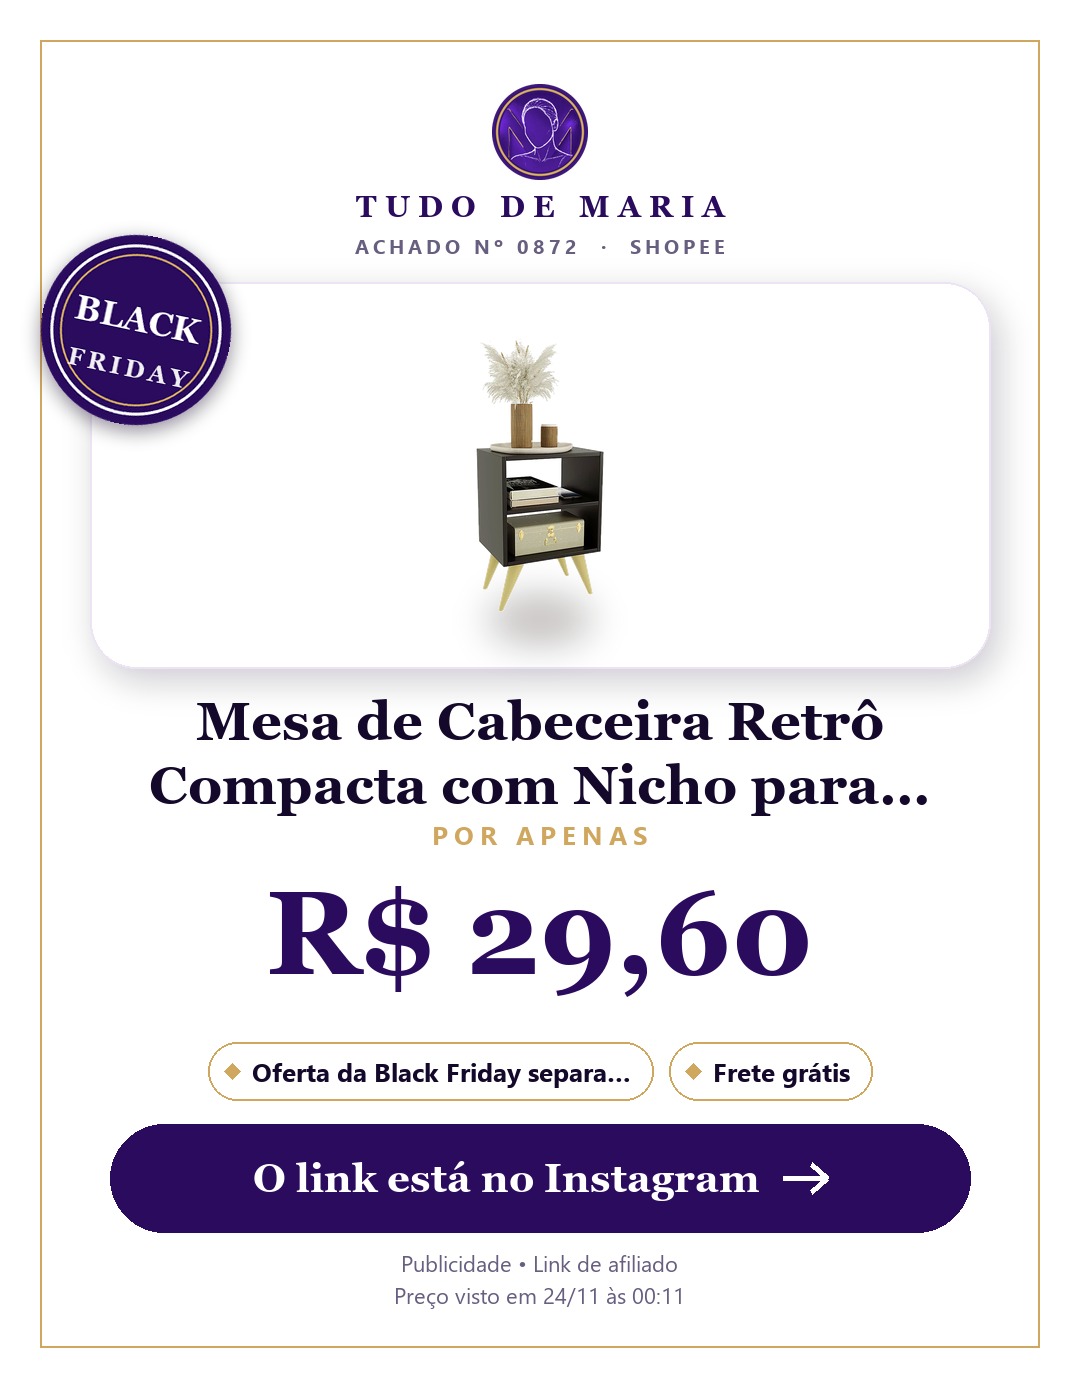 TUDO DE MARIA
ACHADO Nº 0872 · SHOPEE
BLACK
FRIDAY
Mesa de Cabeceira Retrô
Compacta com Nicho para...
POR APENAS
R$ 29,60
Oferta da Black Friday separa...
Frete grátis
O link está no Instagram →
Publicidade • Link de afiliado
Preço visto em 24/11 às 00:11